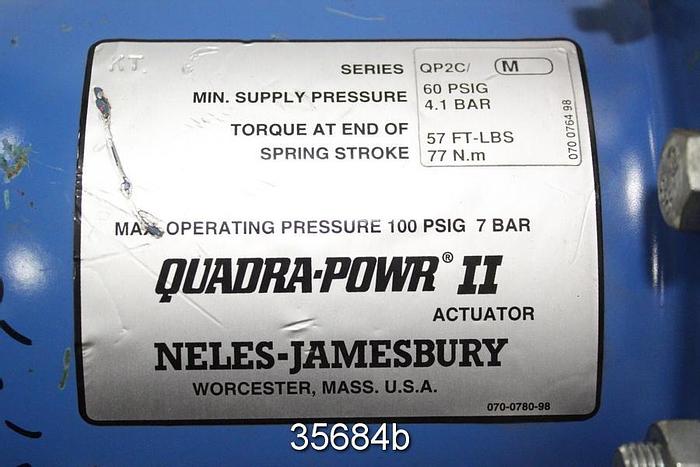 KT.
SERIES QP2C/ M
MIN. SUPPLY PRESSURE 60 PSIG
4.1 BAR
TORQUE AT END OF 57 FT-LBS
SPRING STROKE 77 N.m
070 0764 98
MAX. OPERATING PRESSURE 100 PSIG 7 BAR
QUADRA-POWR® II
ACTUATOR
NELES-JAMESBURY
WORCESTER, MASS. U.S.A.
070-0780-98
35684b